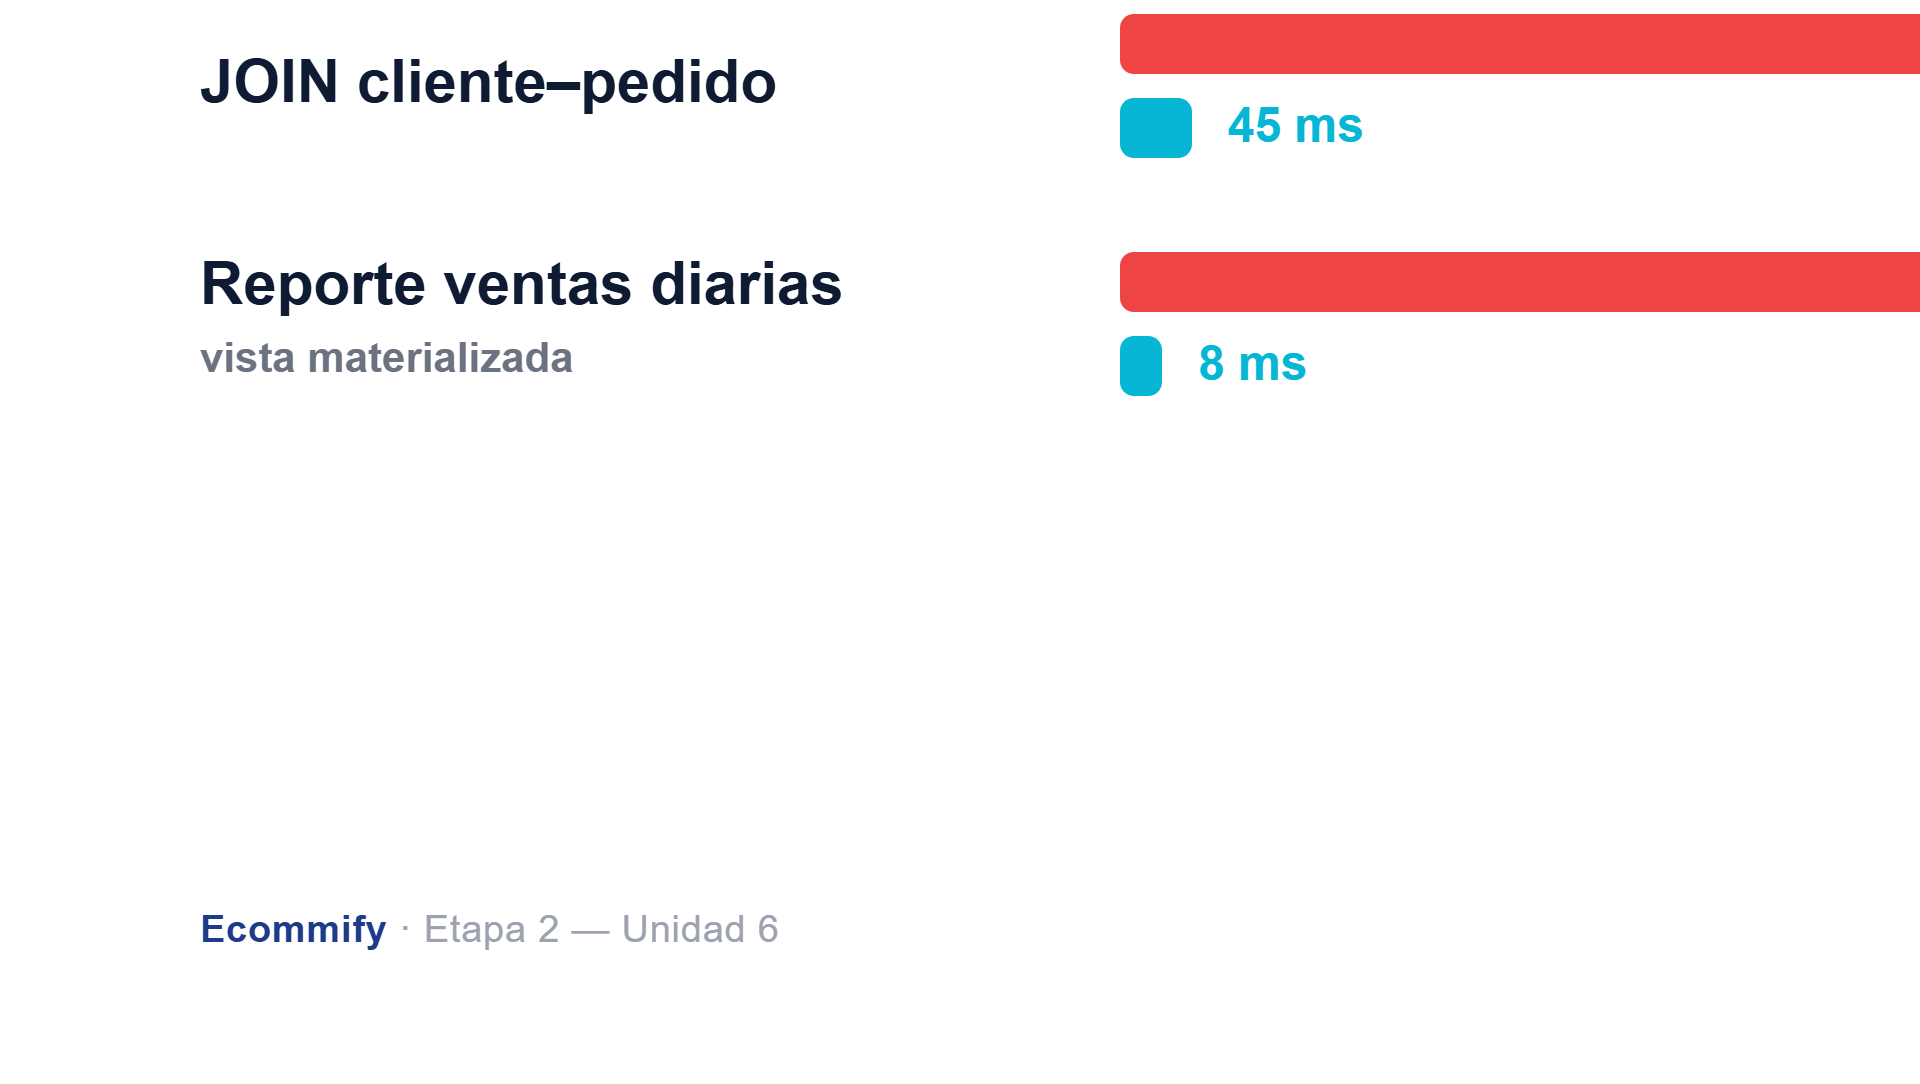 JOIN cliente–pedido
45 ms
Reporte ventas diarias
vista materializada
8 ms
Ecommify · Etapa 2 — Unidad 6